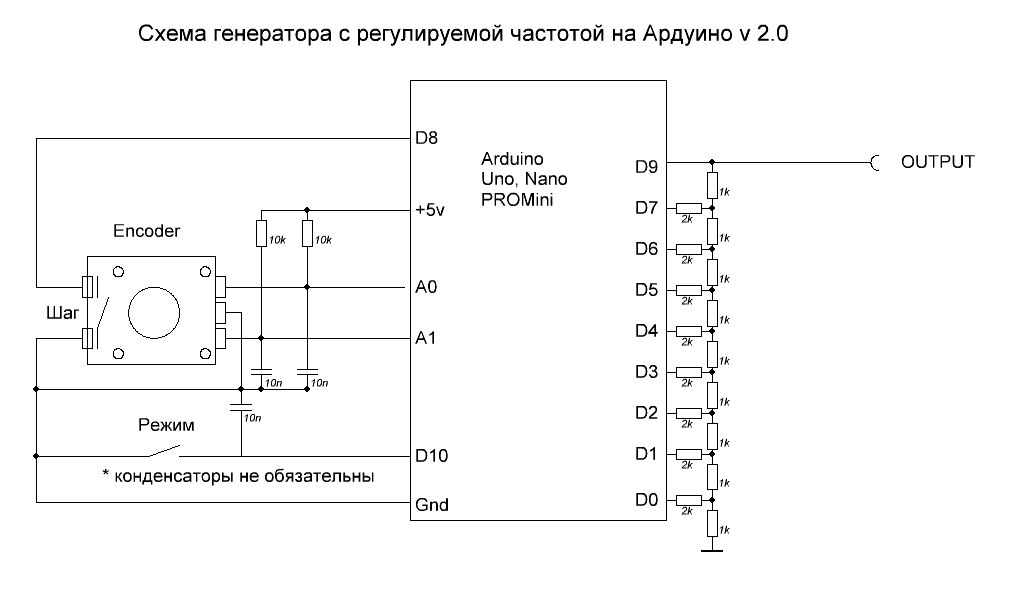 Схема генератора с регулируемой частотой на Ардуино v 2.0
D8
Arduino
Uno, Nano
PROMini
D9
OUTPUT
1k
+5v
D7
2k
Encoder
10k
10k
1k
D6
2k
1k
A0
D5
2k
Шаг
1k
A1
D4
2k
1k
10n
10n
D3
2k
1k
10n
D2
2k
Режим
1k
D10
D1
2k
* конденсаторы не обязательны
1k
Gnd
D0
2k
1k